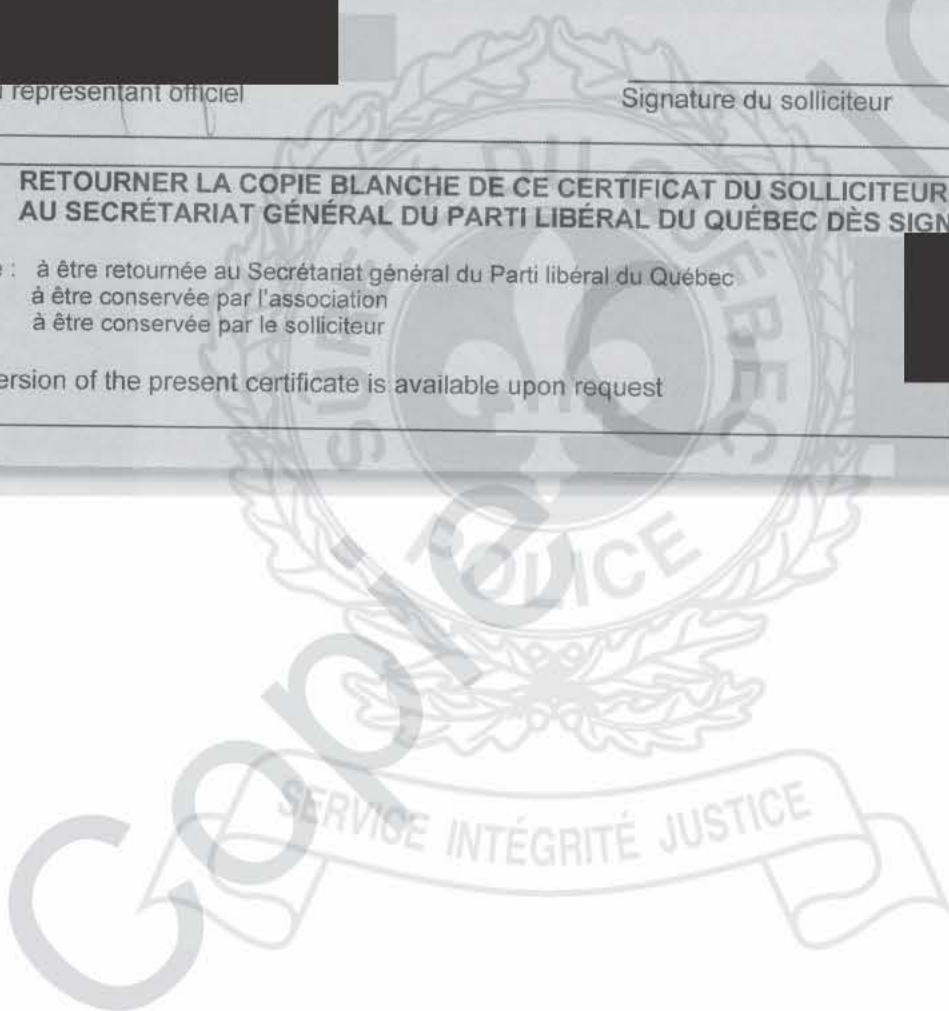 représentant officiel
Signature du solliciteur
RETOURNER LA COPIE BLANCHE DE CE CERTIFICAT DU SOLLICITEUR
AU SECRÉTARIAT GÉNÉRAL DU PARTI LIBÉRAL DU QUÉBEC DÈS SIGN
e : à être retournée au Secrétariat général du Parti libéral du Québec
à être conservée par l'association
à être conservée par le solliciteur
ersion of the present certificate is available upon request
SÛRETÉ DU QUÉBEC
POLICE
SERVICE INTÉGRITÉ JUSTICE
Copie